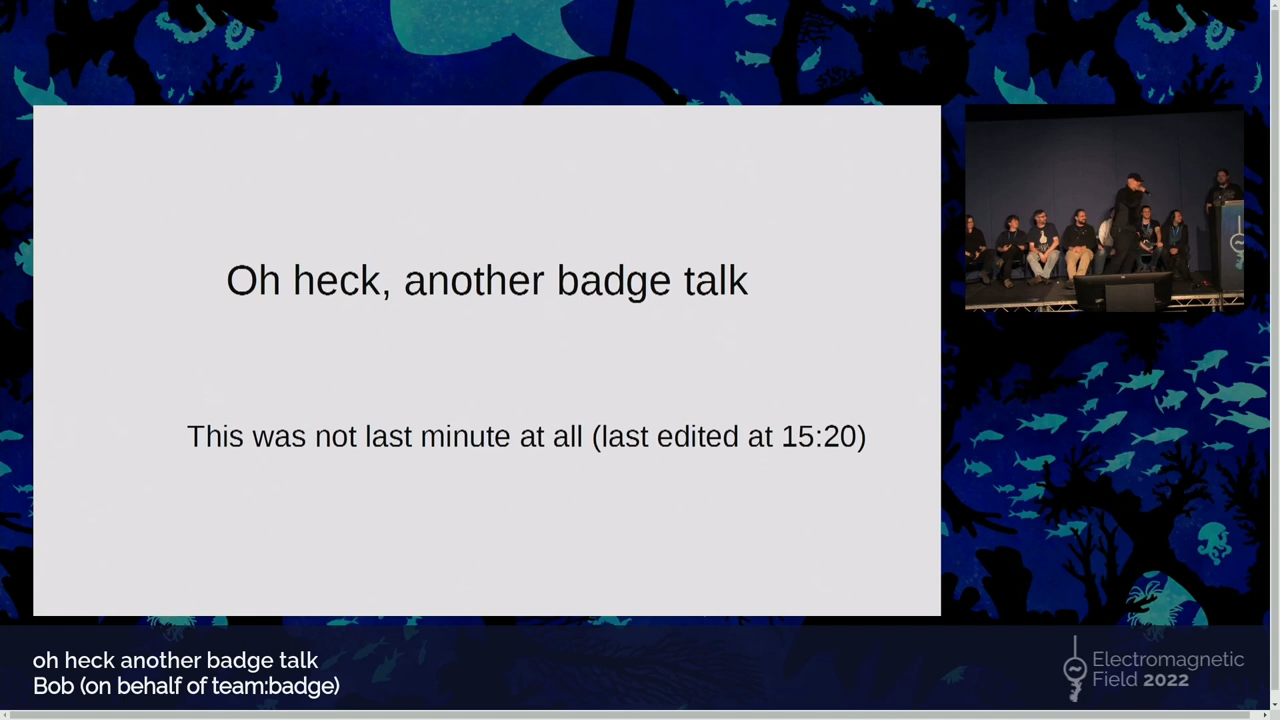 Oh heck, another badge talk
This was not last minute at all (last edited at 15:20)
oh heck another badge talk
Bob (on behalf of team:badge)
Electromagnetic
Field 2022